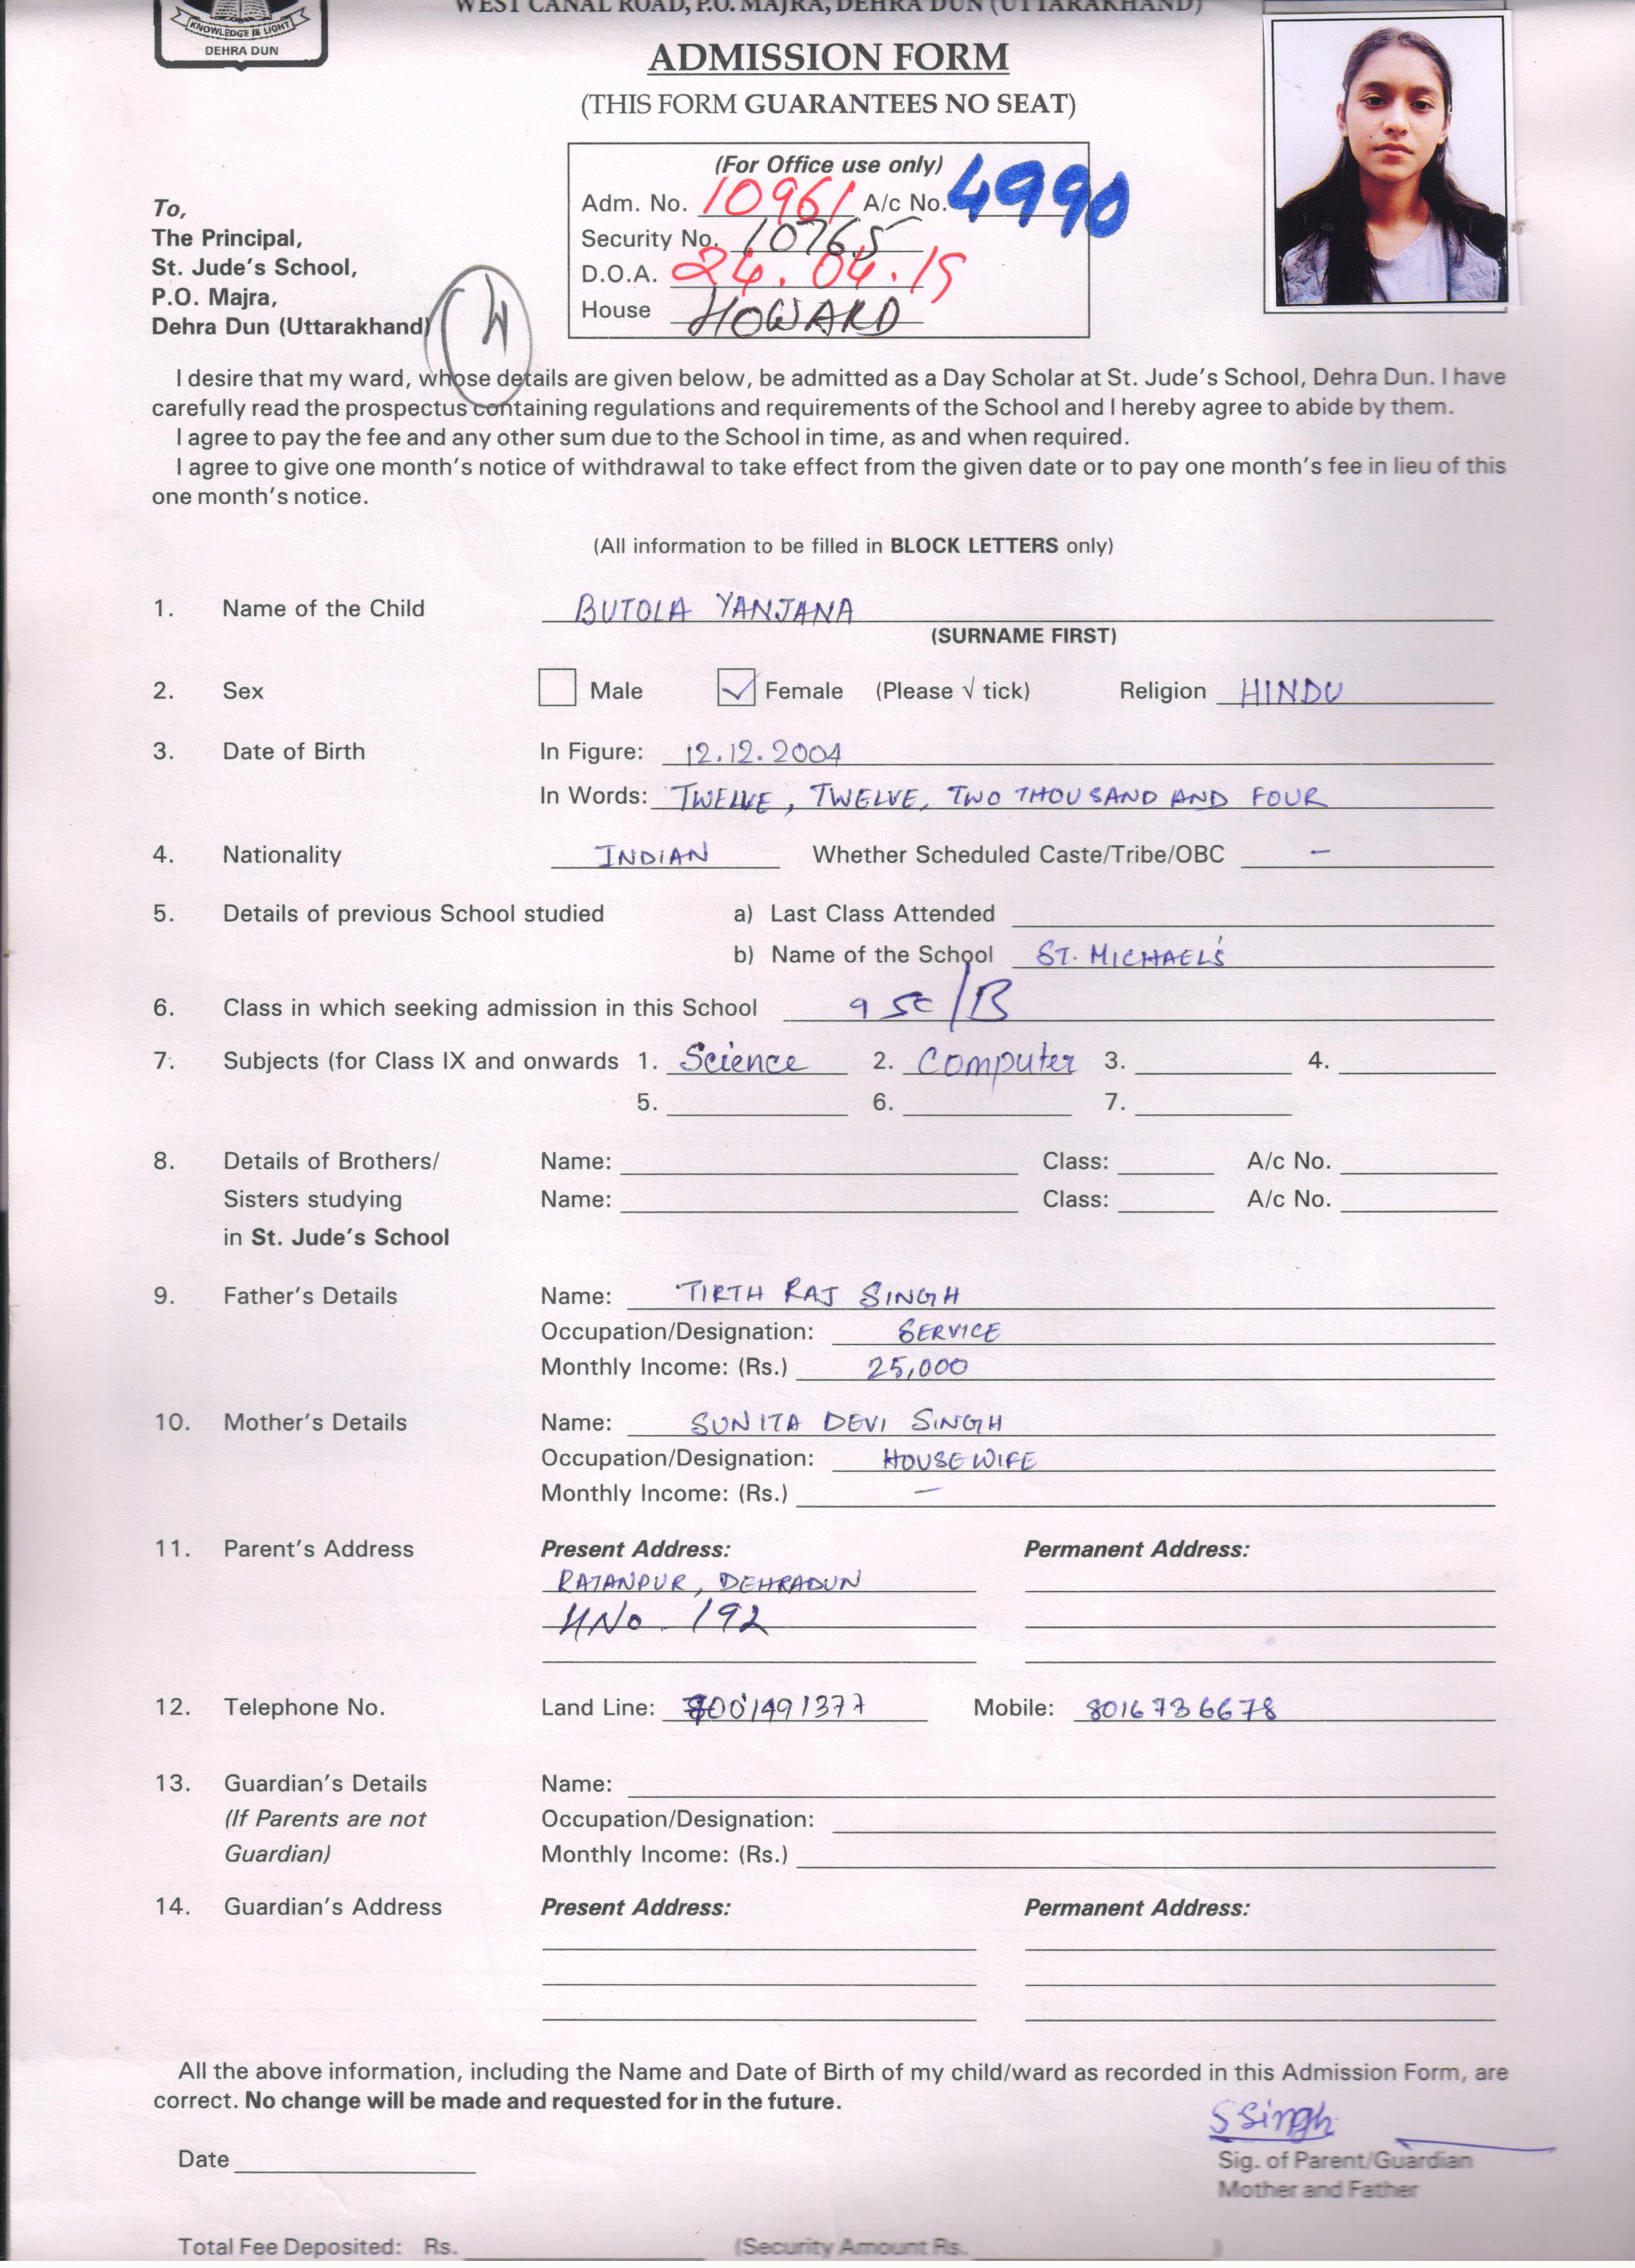 WEST CANAL ROAD, P.O. MAJRA, DEHRA DUN (UTTARAKHAND)
KNOWLEDGE IS LIGHT
DEHRA DUN
ADMISSION FORM
(THIS FORM GUARANTEES NO SEAT)
(For Office use only)
Adm. No. 10961 A/c No. 4990
Security No. 10765
D.O.A. 24.04.19
House HOWARD
To,
The Principal,
St. Jude's School,
P.O. Majra,
Dehra Dun (Uttarakhand)
I desire that my ward, whose details are given below, be admitted as a Day Scholar at St. Jude's School, Dehra Dun. I have
carefully read the prospectus containing regulations and requirements of the School and I hereby agree to abide by them.
I agree to pay the fee and any other sum due to the School in time, as and when required.
I agree to give one month's notice of withdrawal to take effect from the given date or to pay one month's fee in lieu of this
one month's notice.
(All information to be filled in BLOCK LETTERS only)
1. Name of the Child BUTOLA YANJANA
(SURNAME FIRST)
2. Sex Male Female (Please √ tick) Religion HINDU
3. Date of Birth In Figure: 12.12.2004
In Words: TWELVE, TWELVE, TWO THOUSAND AND FOUR
4. Nationality INDIAN Whether Scheduled Caste/Tribe/OBC –
5. Details of previous School studied a) Last Class Attended
b) Name of the School ST. MICHAEL'S
6. Class in which seeking admission in this School 9 SC/B
7. Subjects (for Class IX and onwards 1. Science 2. Computer 3. 4.
5. 6. 7.
8. Details of Brothers/ Name: Class: A/c No.
Sisters studying Name: Class: A/c No.
in St. Jude's School
9. Father's Details Name: TIRTH RAJ SINGH
Occupation/Designation: SERVICE
Monthly Income: (Rs.) 25,000
10. Mother's Details Name: SUNITA DEVI SINGH
Occupation/Designation: HOUSEWIFE
Monthly Income: (Rs.) –
11. Parent's Address Present Address: Permanent Address:
RAJANPUR, DEHRADUN
HNo. 192
12. Telephone No. Land Line: Mobile: 8016736678
13. Guardian's Details Name:
(If Parents are not Occupation/Designation:
Guardian) Monthly Income: (Rs.)
14. Guardian's Address Present Address: Permanent Address:
All the above information, including the Name and Date of Birth of my child/ward as recorded in this Admission Form, are
correct. No change will be made and requested for in the future.
SSingh
Date Sig. of Parent/Guardian
Mother and Father
Total Fee Deposited: Rs. (Security Amount Rs. )